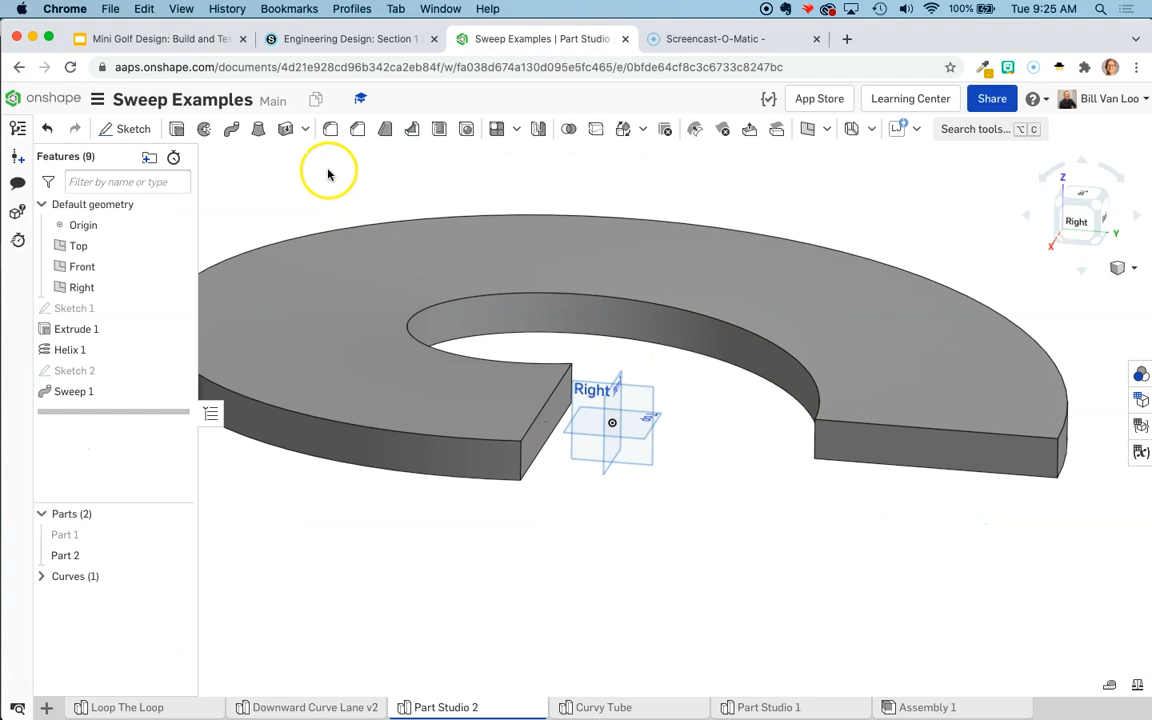 Chrome File Edit View History Bookmarks Profiles Tab Window Help 100% Tue 9:25 AM
Mini Golf Design: Build and Tes Engineering Design: Section 1 Sweep Examples | Part Studio Screencast-O-Matic -
aaps.onshape.com/documents/4d21e928cd96b342ca2eb84f/w/fa038d674a130d095e5fc465/e/0bfde64cf8c3c6733c8247bc
onshape Sweep Examples Main App Store Learning Center Share Bill Van Loo
Sketch Search tools... ⌥ C
Features (9)
Filter by name or type
Default geometry
Origin
Top
Front
Right
Sketch 1
Extrude 1
Helix 1
Sketch 2
Sweep 1
Parts (2)
Part 1
Part 2
Curves (1)
Right
Z
Right
Y
X
Loop The Loop Downward Curve Lane v2 Part Studio 2 Curvy Tube Part Studio 1 Assembly 1